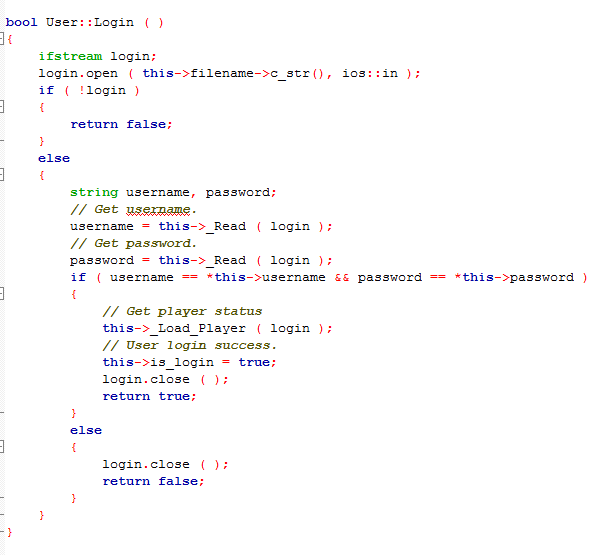 bool User::Login ( )
{
    ifstream login;
    login.open ( this->filename->c_str(), ios::in );
    if ( !login )
    {
        return false;
    }
    else
    {
        string username, password;
        // Get username.
        username = this->_Read ( login );
        // Get password.
        password = this->_Read ( login );
        if ( username == *this->username && password == *this->password )
        {
            // Get player status
            this->_Load_Player ( login );
            // User login success.
            this->is_login = true;
            login.close ( );
            return true;
        }
        else
        {
            login.close ( );
            return false;
        }
    }
}